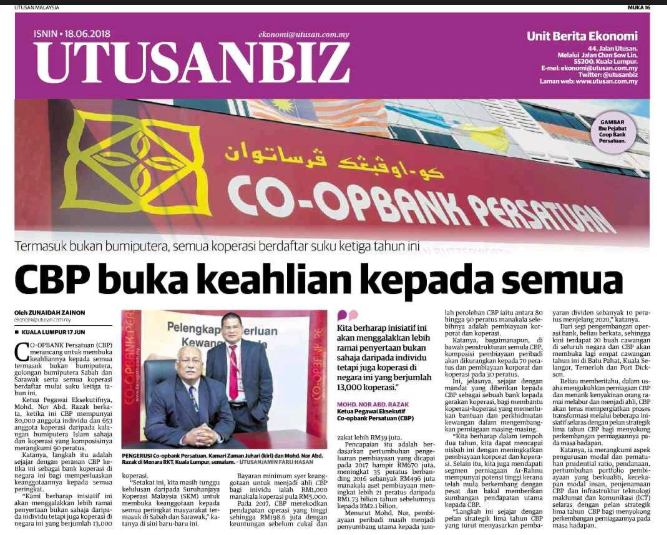 UTUSAN MALAYSIA
MUKA 16
ISNIN • 18.06.2018
ekonomi@utusan.com.my
UTUSANBIZ
Unit Berita Ekonomi
44, Jalan Utusan,
Melalui Jalan Chan Sow Lin,
55200, Kuala Lumpur.
E-mel: ekonomi@utusan.com.my
Twitter: @utusanbiz
Laman web: www.utusan.com.my
GAMBAR
Ibu Pejabat
Coop Bank
Persatuan.
كو-اوڤبڠك ڤرساتوان
CO-OPBANK PERSATUAN
Termasuk bukan bumiputera, semua koperasi berdaftar suku ketiga tahun ini
CBP buka keahlian kepada semua
Oleh ZUNAIDAH ZAINON
■ KUALA LUMPUR 17 JUN
CO-OPBANK PERSATUAN (CBP)
merancang untuk membuka
keahliannya kepada semua
termasuk bukan bumiputera,
golongan bumiputera Sabah dan
Sarawak serta semua koperasi
berdaftar mulai suku ketiga tahun
ini.
Ketua Pegawai Eksekutifnya,
Mohd. Nor Abd. Razak berkata,
ketika ini CBP mempunyai
80,000 anggota individu dan 653
anggota koperasi daripada kalangan
bumiputera Islam sahaja
dan koperasi yang komposisinya
merangkumi 90 peratus.
Katanya, langkah itu adalah
sejajar dengan peranan CBP ketika
ini sebagai bank koperasi di
negara ini bagi memperluaskan
keanggotaannya kepada semua
peringkat.
"Kami berharap inisiatif ini
akan menggalakkan lebih ramai
penyertaan bukan sahaja daripada
individu tetapi juga koperasi di
negara ini yang berjumlah 13,000
Pelengkap Keperluan
Kewangan
PENGERUSI Co-opbank Persatuan, Kamari Zaman Juhari (kiri) dan Mohd. Nor Abd.
Razak di Menara RKT, Kuala Lumpur, semalam. - UTUSAN/AMIN FARIJ HASAN
"Setakat ini, kita masih tunggu
kelulusan daripada Suruhanjaya
Koperasi Malaysia (SKM) untuk
membuka keanggotaan kepada
semua peringkat masyarakat termasuk
di Sabah dan Sarawak," katanya
di sini baru-baru ini.
Bayaran minimum syer keanggotaan
untuk menjadi ahli CBP
bagi individu ialah RM1,000
manakala koperasi pula RM5,000.
Pada 2017, CBP merekodkan
pendapatan operasi yang tinggi
sehingga RM198.6 juta dengan
keuntungan sebelum cukai dan
Kita berharap inisiatif ini
akan menggalakkan lebih
ramai penyertaan bukan
sahaja daripada individu
tetapi juga koperasi di
negara ini yang berjumlah
13,000 koperasi."
MOHD. NOR ABD. RAZAK
Ketua Pegawai Eksekutif
Co-opbank Persatuan (CBP)
zakat lebih RM39 juta.
Pencapaian itu adalah berdasarkan
pertumbuhan pengeluaran
pembiayaan yang dicapai
pada 2017 hampir RM670 juta,
meningkat 35 peratus berbanding
2016 sebanyak RM496 juta
manakala aset pembiayaan meningkat
lebih 21 peratus daripada
RM1.73 bilion tahun sebelumnya
kepada RM2.1 bilion.
Menurut Mohd. Nor, pembiayaan
peribadi masih menjadi
penyumbang utama kepada jumlah
perolehan CBP iaitu antara 80
hingga 90 peratus manakala selebihnya
adalah pembiayaan korporat
dan koperasi.
Katanya, bagaimanapun, di
bawah penstrukturan semula CBP,
komposisi pembiayaan peribadi
akan dikurangkan kepada 70 peratus
dan pembiayaan korporat dan
koperasi pada 30 peratus.
Ini, jelasnya, sejajar dengan
mandat yang diberikan kepada
CBP sebagai sebuah bank kepada
gerakan koperasi, bagi membantu
koperasi-koperasi yang memerlukan
bantuan dan perkhidmatan
kewangan dalam mengembangkan
perniagaan masing-masing.
"Kita berharap dalam tempoh
dua tahun, kita dapat mencapai
nisbah ini dengan meningkatkan
pembiayaan korporat dan koperasi.
Selain itu, kita juga mendapati
segmen perniagaan Ar-Rahnu
mempunyai potensi tinggi kerana
telah mula berkembang dengan
pesat dan bakal memberikan
sumbangan pendapatan utama
kepada CBP.
"Langkah ini sejajar dengan
pelan strategik lima tahun CBP
yang turut menyasarkan pembayaran
dividen sebanyak 10 peratus
menjelang 2020," katanya.
Dari segi pengembangan operasi
bank, beliau berkata, sehingga
kini terdapat 20 buah cawangan
di seluruh negara dan CBP akan
membuka lagi empat cawangan
tahun ini di Batu Pahat, Kuala Selangor,
Temerloh dan Port Dickson.
Beliau memberitahu, dalam usaha
mengukuhkan perniagaan CBP
dan menarik kenyakinan orang ramai
melabur dan menjadi ahli, CBP
akan terus mempergiatkan proses
transformasi melalui beberapa inisiatif
selaras dengan pelan strategik
lima tahun CBP bagi menyokong
perkembangan perniagaannya pada
masa hadapan.
Katanya, ia merangkumi aspek
pengurusan modal dan pematuhan
prudential ratio, pendanaan,
pertumbuhan portfolio pembiayaan
yang berkualiti, kecekapan
modal insan, penjenamaan
CBP dan infrastruktur teknologi
maklumat dan komunikasi (ICT)
selaras dengan pelan strategik
lima tahun CBP bagi menyokong
perkembangan perniagaannya pada
masa hadapan.